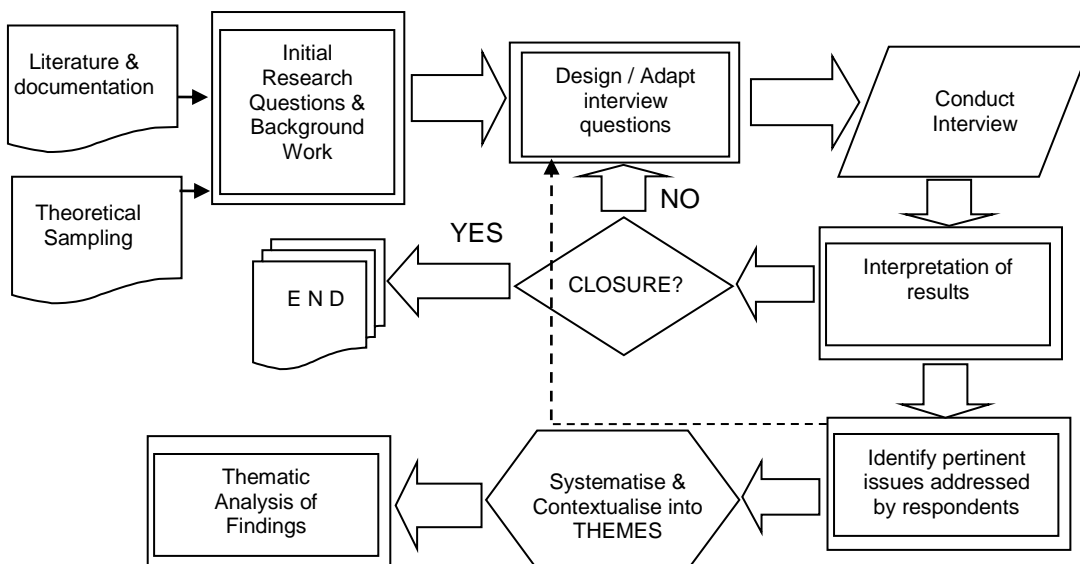 Literature &
documentation
Theoretical
Sampling
Initial
Research
Questions &
Background
Work
Design / Adapt
interview
questions
Conduct
Interview
NO
YES
CLOSURE?
E N D
Interpretation of
results
Identify pertinent
issues addressed
by respondents
Systematise &
Contextualise into
THEMES
Thematic
Analysis of
Findings